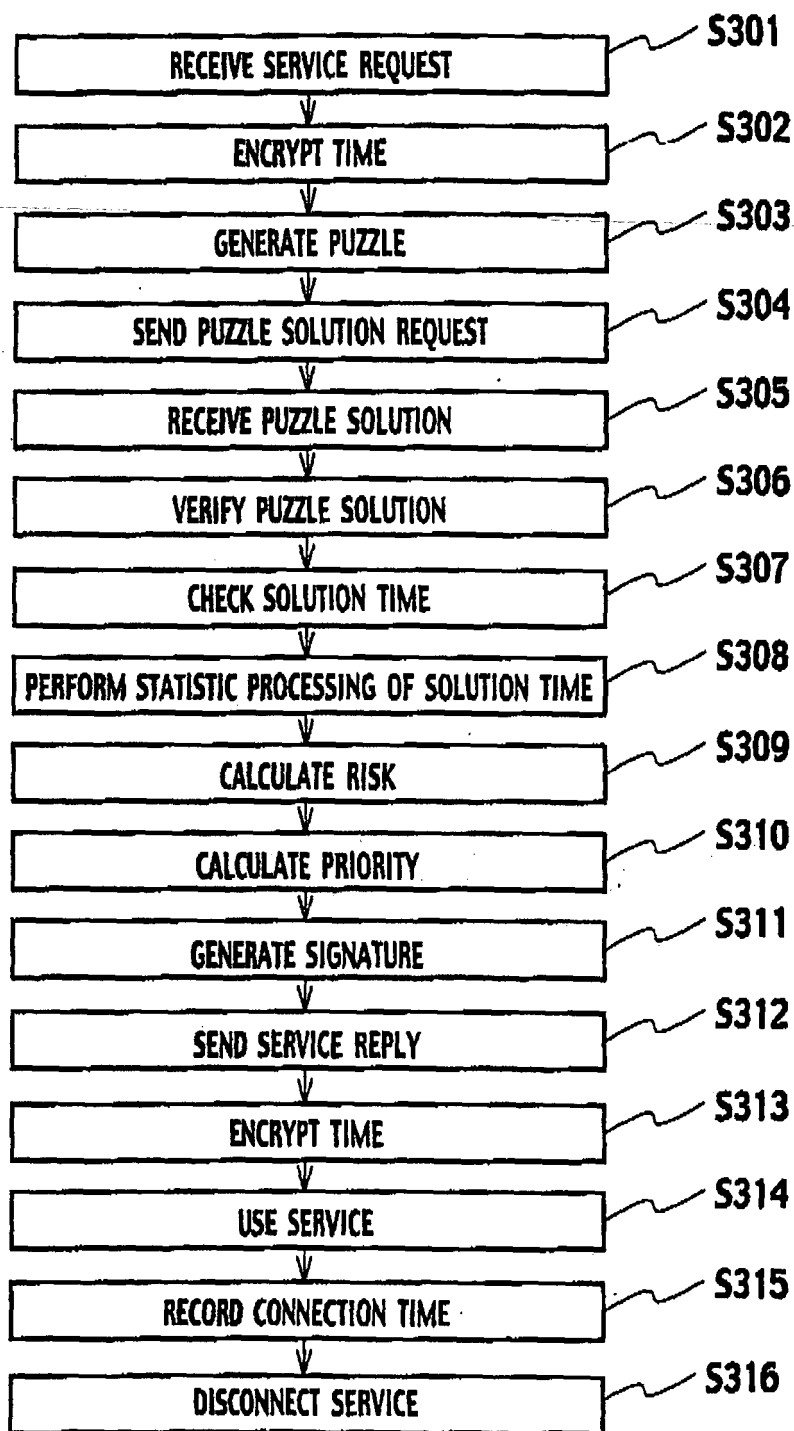 S301
RECEIVE SERVICE REQUEST
S302
ENCRYPT TIME
S303
GENERATE PUZZLE
S304
SEND PUZZLE SOLUTION REQUEST
S305
RECEIVE PUZZLE SOLUTION
S306
VERIFY PUZZLE SOLUTION
S307
CHECK SOLUTION TIME
S308
PERFORM STATISTIC PROCESSING OF SOLUTION TIME
S309
CALCULATE RISK
S310
CALCULATE PRIORITY
S311
GENERATE SIGNATURE
S312
SEND SERVICE REPLY
S313
ENCRYPT TIME
S314
USE SERVICE
S315
RECORD CONNECTION TIME
S316
DISCONNECT SERVICE